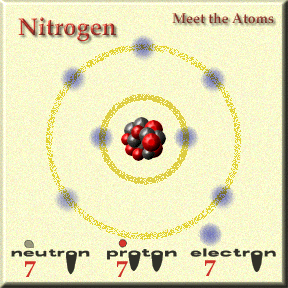 Nitrogen
Meet the Atoms
neutron proton electron
7 7 7